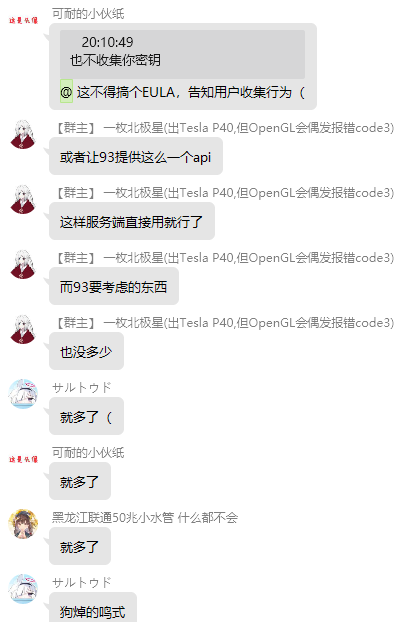 可耐的小伙纸
这是头像
20:10:49
也不收集你密钥
@ 这不得搞个EULA，告知用户收集行为（
【群主】 一枚北极星(出Tesla P40,但OpenGL会偶发报错code3)
或者让93提供这么一个api
【群主】 一枚北极星(出Tesla P40,但OpenGL会偶发报错code3)
这样服务端直接用就行了
【群主】 一枚北极星(出Tesla P40,但OpenGL会偶发报错code3)
而93要考虑的东西
【群主】 一枚北极星(出Tesla P40,但OpenGL会偶发报错code3)
也没多少
サルトゥド
就多了（
可耐的小伙纸
这是头像
就多了
黑龙江联通50兆小水管 什么都不会
就多了
サルトゥド
狗焯的呜式